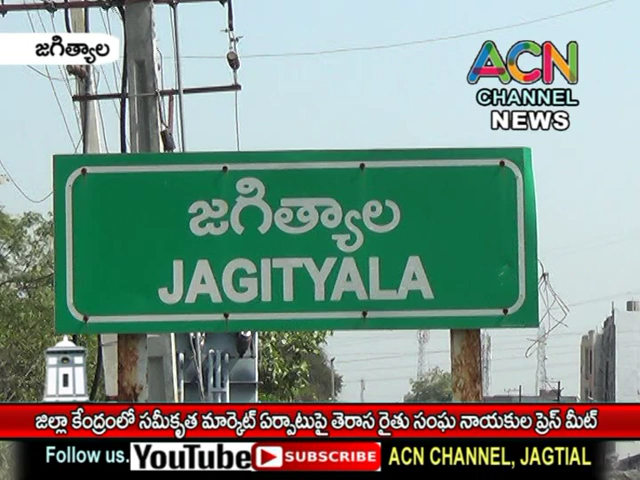 జగిత్యాల
ACN
CHANNEL
NEWS
జగిత్యాల
JAGITYALA
జిల్లా కేంద్రంలో సమీకృత మార్కెట్ ఏర్పాటుపై తెరాస రైతు సంఘ నాయకుల ప్రెస్ మీట్
Follow us. YouTube SUBSCRIBE ACN CHANNEL, JAGTIAL